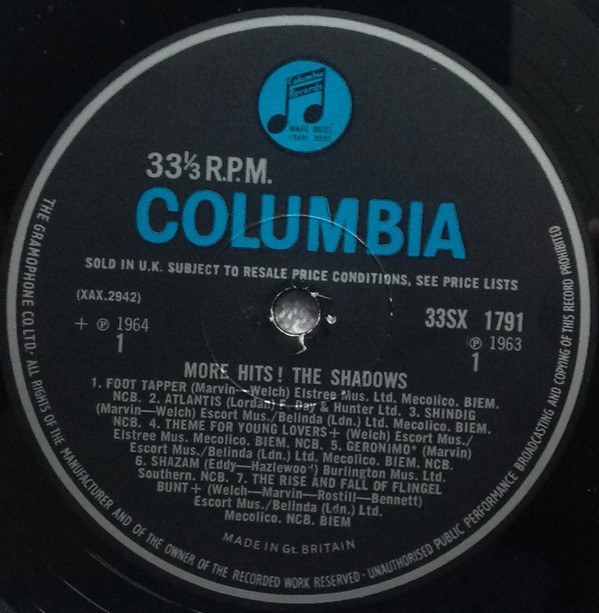 Columbia
Records
MAGIC NOTES
TRADE MARK
33⅓ R.P.M.
COLUMBIA
SOLD IN U.K. SUBJECT TO RESALE PRICE CONDITIONS, SEE PRICE LISTS
(XAX.2942)
33SX 1791
+ ℗ 1964
℗ 1963
1
1
MORE HITS! THE SHADOWS
1. FOOT TAPPER (Marvin—Welch) Elstree Mus. Ltd. Mecolico. BIEM.
NCB. 2. ATLANTIS (Lordan) F. Day & Hunter Ltd. 3. SHINDIG
(Marvin—Welch) Escort Mus./Belinda (Ldn.) Ltd. Mecolico. BIEM.
NCB. 4. THEME FOR YOUNG LOVERS+ (Welch) Escort Mus./
Elstree Mus. Mecolico. BIEM. NCB. 5. GERONIMO* (Marvin)
Escort Mus./Belinda (Ldn.) Ltd. Mecolico. BIEM. NCB.
6. SHAZAM (Eddy—Hazlewood) Burlington Mus. Ltd.
Southern. NCB. 7. THE RISE AND FALL OF FLINGEL
BUNT+ (Welch—Marvin—Rostill—Bennett)
Escort Mus./Belinda (Ldn.) Ltd.
Mecolico. NCB. BIEM
MADE IN Gt. BRITAIN
THE GRAMOPHONE CO. LTD. · ALL RIGHTS OF THE MANUFACTURER AND OF THE OWNER OF THE RECORDED WORK RESERVED · UNAUTHORISED PUBLIC PERFORMANCE BROADCASTING AND COPYING OF THIS RECORD PROHIBITED